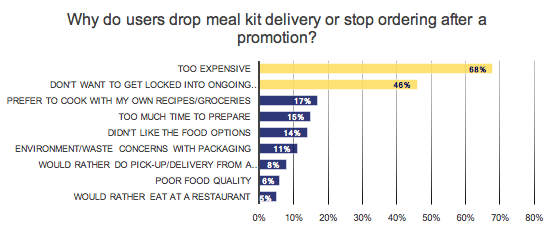 Why do users drop meal kit delivery or stop ordering after a
promotion?
TOO EXPENSIVE 68%
DON'T WANT TO GET LOCKED INTO ONGOING.. 46%
PREFER TO COOK WITH MY OWN RECIPES/GROCERIES 17%
TOO MUCH TIME TO PREPARE 15%
DIDN'T LIKE THE FOOD OPTIONS 14%
ENVIRONMENT/WASTE CONCERNS WITH PACKAGING 11%
WOULD RATHER DO PICK-UP/DELIVERY FROM A.. 8%
POOR FOOD QUALITY 6%
WOULD RATHER EAT AT A RESTAURANT 5%
0% 10% 20% 30% 40% 50% 60% 70% 80%